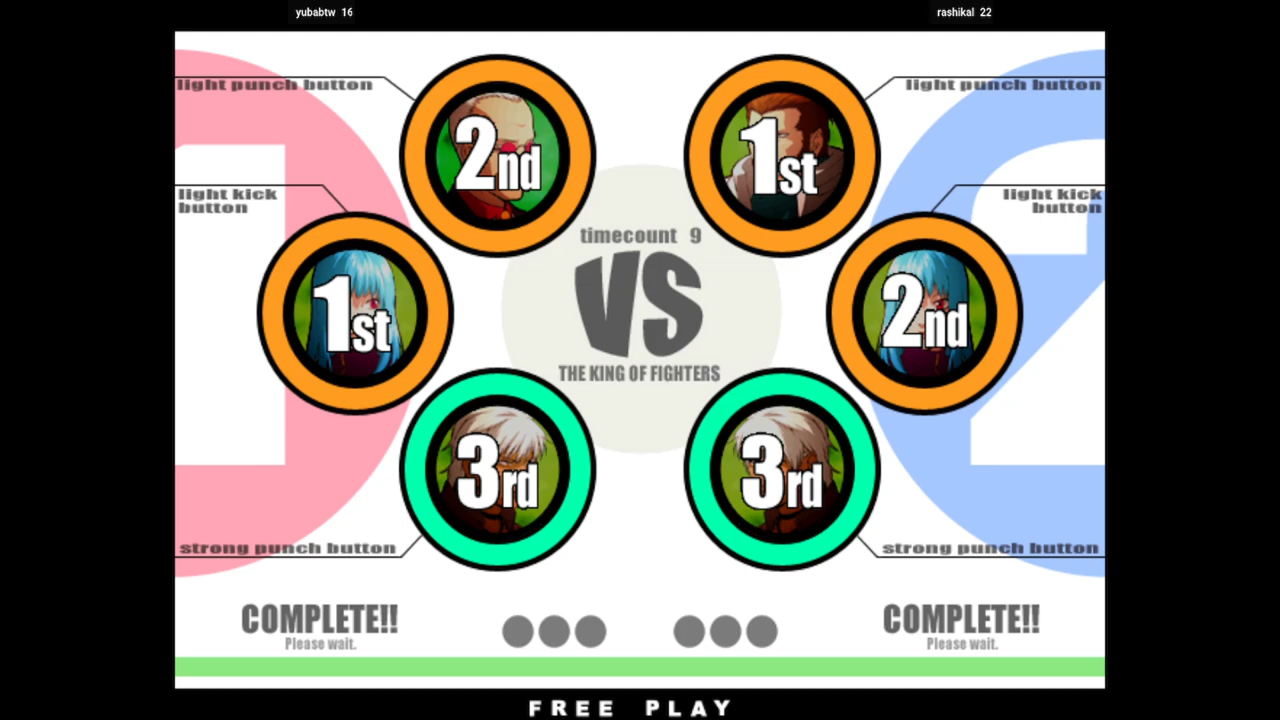 yubabtw 16
rashikal 22
light punch button
light punch button
2nd
1st
light kick
button
light kick
button
timecount 9
VS
THE KING OF FIGHTERS
1
1st
2nd
2
3rd
3rd
strong punch button
strong punch button
COMPLETE!!
Please wait.
COMPLETE!!
Please wait.
FREE PLAY